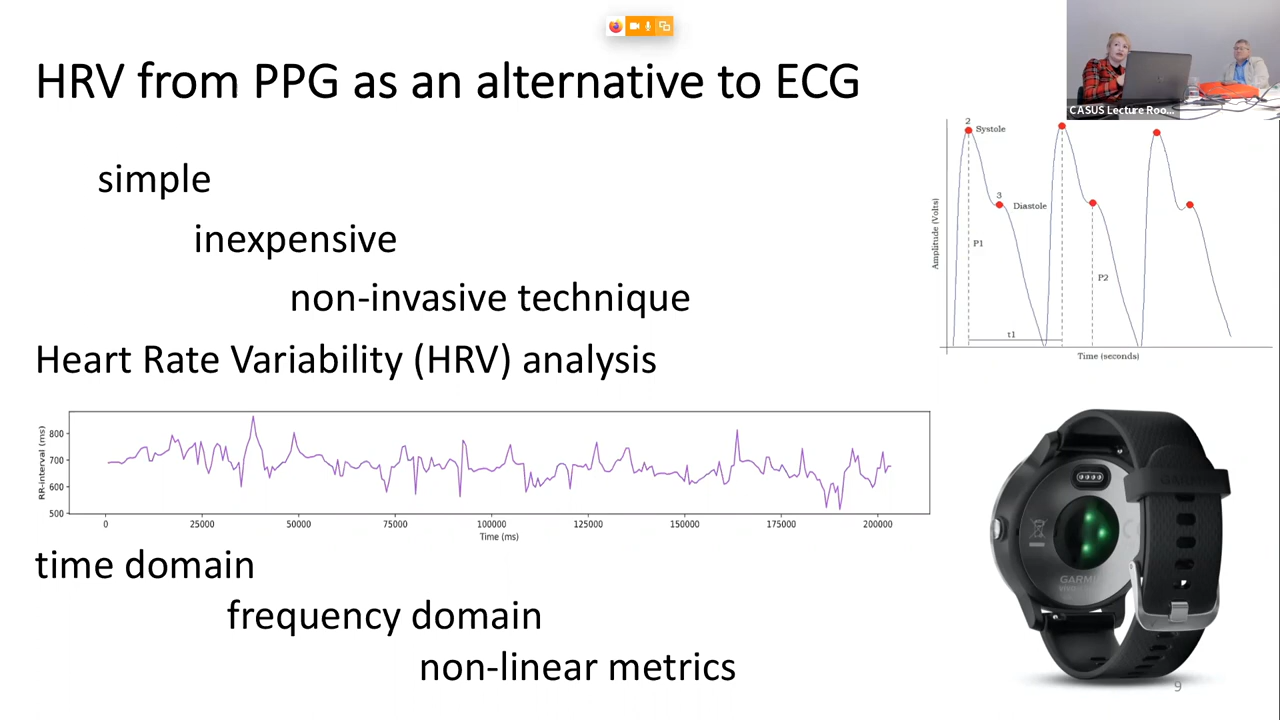 HRV from PPG as an alternative to ECG
CASUS Lecture Roo...
simple
inexpensive
non-invasive technique
Heart Rate Variability (HRV) analysis
2
Systole
3
Diastole
P1
P2
t1
Amplitude (Volts)
Time (seconds)
RR-interval (ms)
800
700
600
500
0 25000 50000 75000 100000 125000 150000 175000 200000
Time (ms)
time domain
frequency domain
non-linear metrics
GARMIN
9